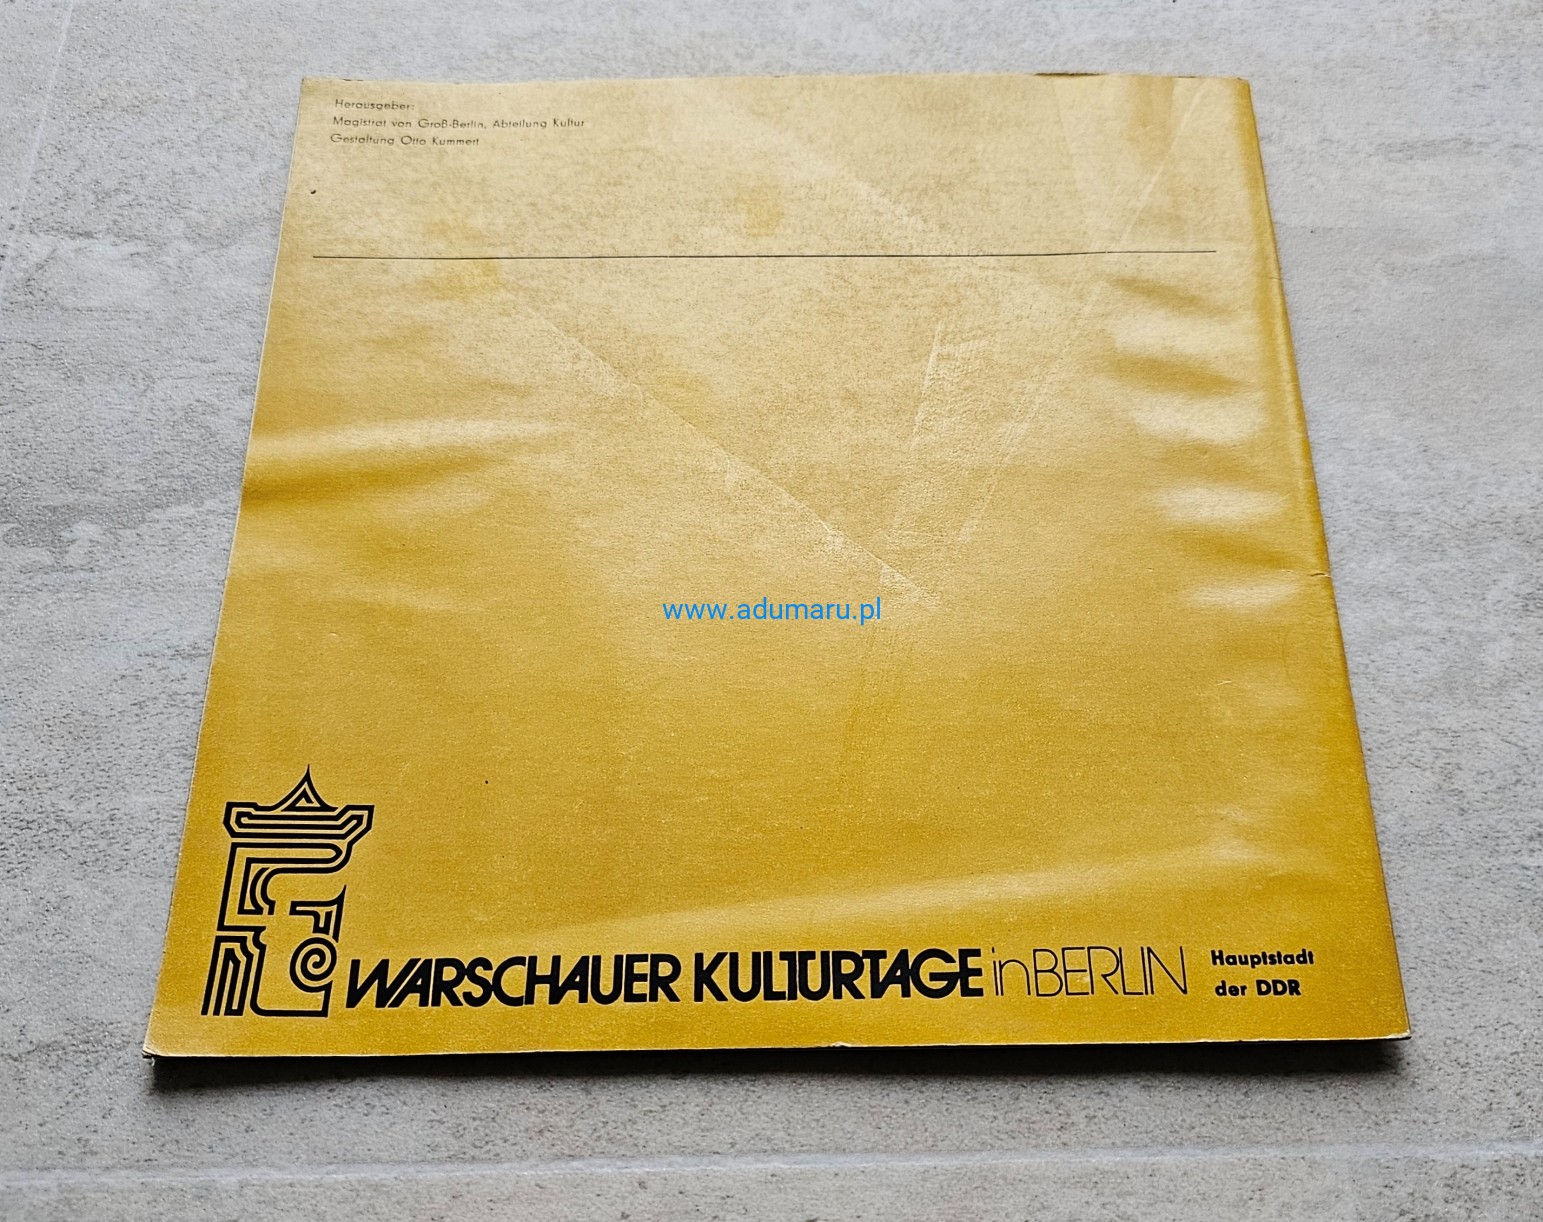 Herausgeber:
Magistrat von Groß-Berlin, Abteilung Kultur
Gestaltung Otto Kummert
www.adumaru.pl
WARSCHAUER KULTURTAGE in BERLIN
Hauptstadt
der DDR